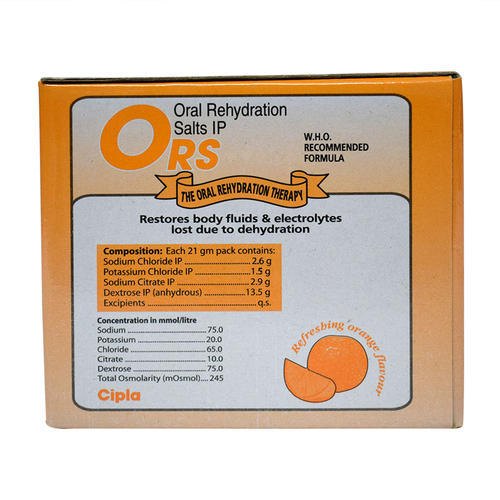 ORS
Oral Rehydration
Salts IP
W.H.O.
RECOMMENDED
FORMULA
THE ORAL REHYDRATION THERAPY
Restores body fluids & electrolytes
lost due to dehydration
Composition: Each 21 gm pack contains:
Sodium Chloride IP ........................ 2.6 g
Potassium Chloride IP .................... 1.5 g
Sodium Citrate IP .......................... 2.9 g
Dextrose IP (anhydrous) ............... 13.5 g
Excipients ..................................... q.s.
Concentration in mmol/litre
Sodium ........................... 75.0
Potassium ....................... 20.0
Chloride .......................... 65.0
Citrate ............................. 10.0
Dextrose ......................... 75.0
Total Osmolarity (mOsmol).... 245
Refreshing orange flavour
Cipla